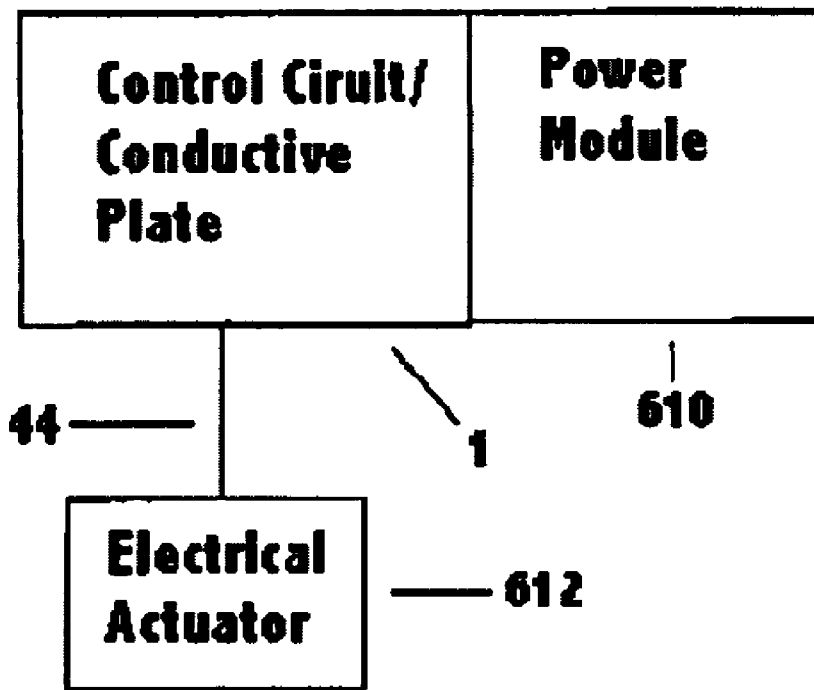 Control Ciruit/
Conductive
Plate
Power
Module
44
1
610
Electrical
Actuator
612